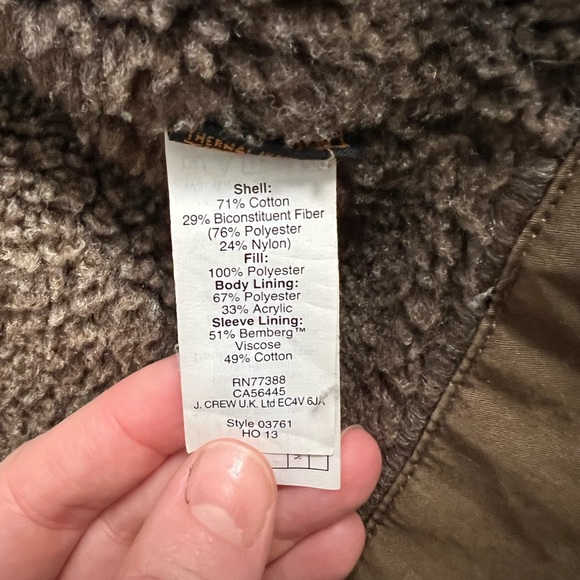 Shell:
71% Cotton
29% Biconstituent Fiber
(76% Polyester
24% Nylon)
Fill:
100% Polyester
Body Lining:
67% Polyester
33% Acrylic
Sleeve Lining:
51% Bemberg™
Viscose
49% Cotton
RN77388
CA56445
J. CREW U.K. Ltd EC4V 6JA
Style 03761
HO 13